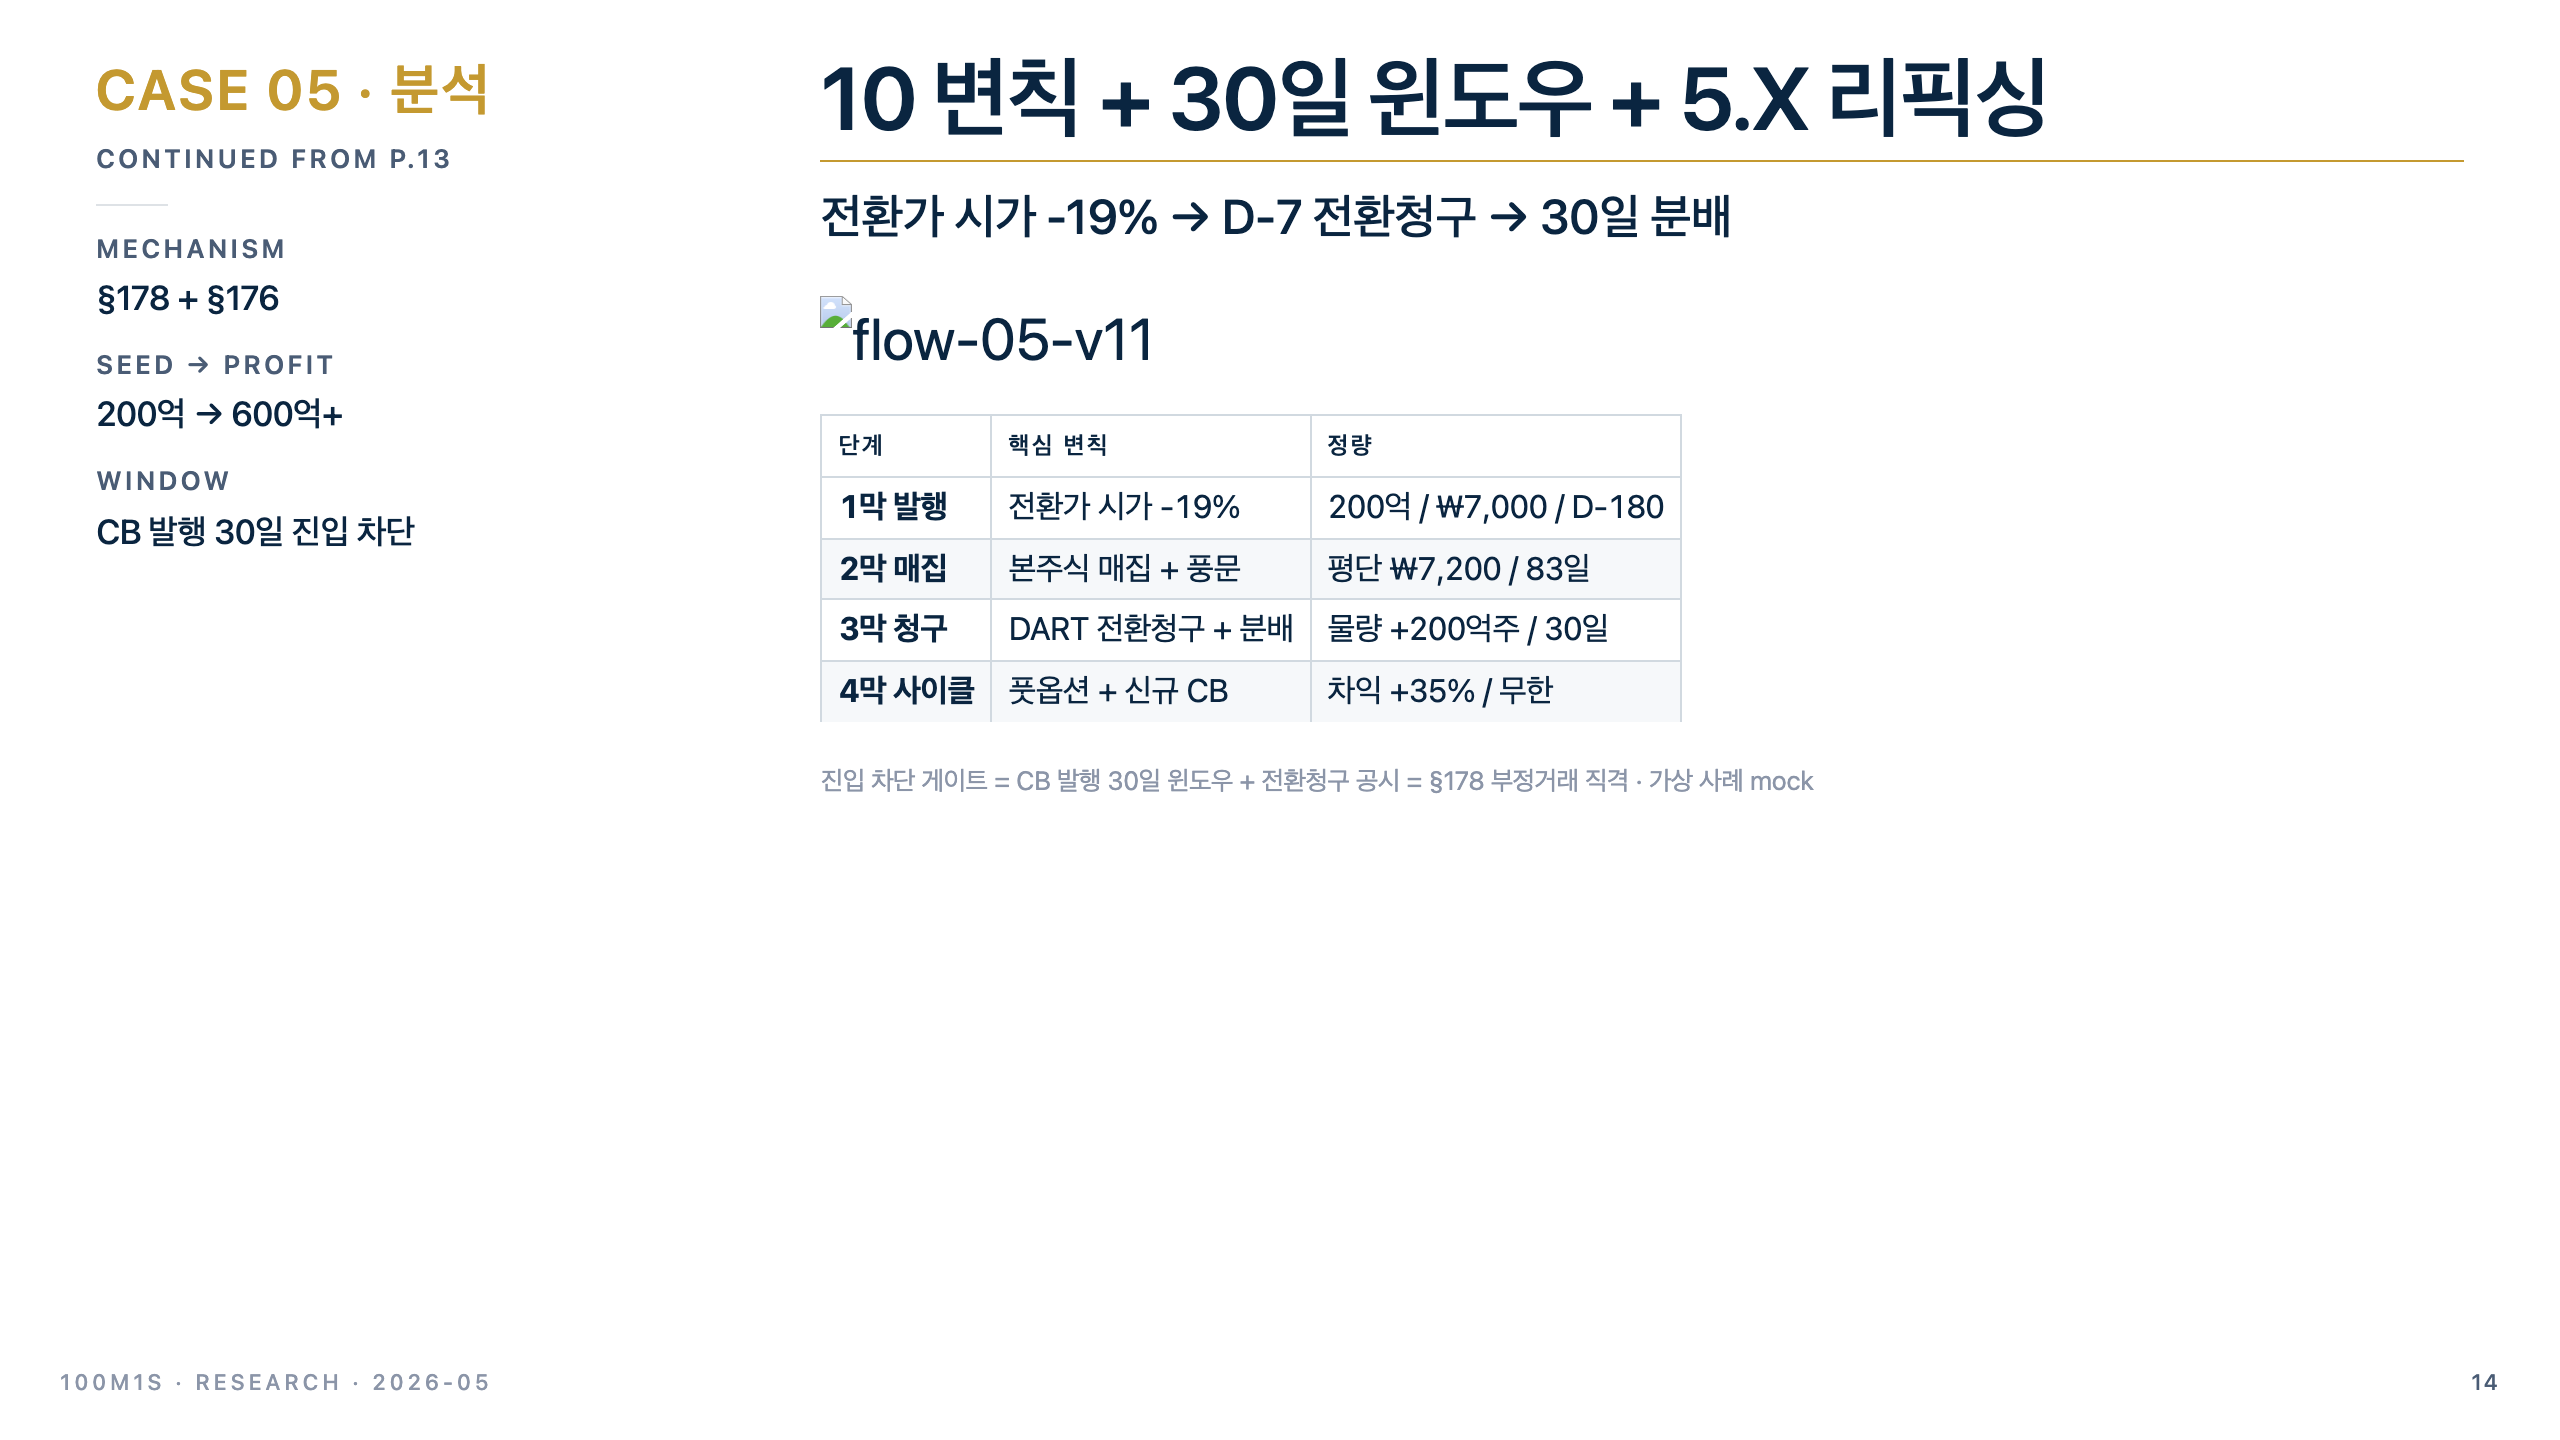 CASE 05 · 분석
CONTINUED FROM P.13
MECHANISM
§178 + §176
SEED → PROFIT
200억 → 600억+
WINDOW
CB 발행 30일 진입 차단
10 변칙 + 30일 윈도우 + 5.X 리픽싱
전환가 시가 -19% → D-7 전환청구 → 30일 분배
flow-05-v11
단계 핵심 변칙 정량
1막 발행 전환가 시가 -19% 200억 / ₩7,000 / D-180
2막 매집 본주식 매집 + 풍문 평단 ₩7,200 / 83일
3막 청구 DART 전환청구 + 분배 물량 +200억주 / 30일
4막 사이클 풋옵션 + 신규 CB 차익 +35% / 무한
진입 차단 게이트 = CB 발행 30일 윈도우 + 전환청구 공시 = §178 부정거래 직격 · 가상 사례 mock
100M1S · RESEARCH · 2026-05
14